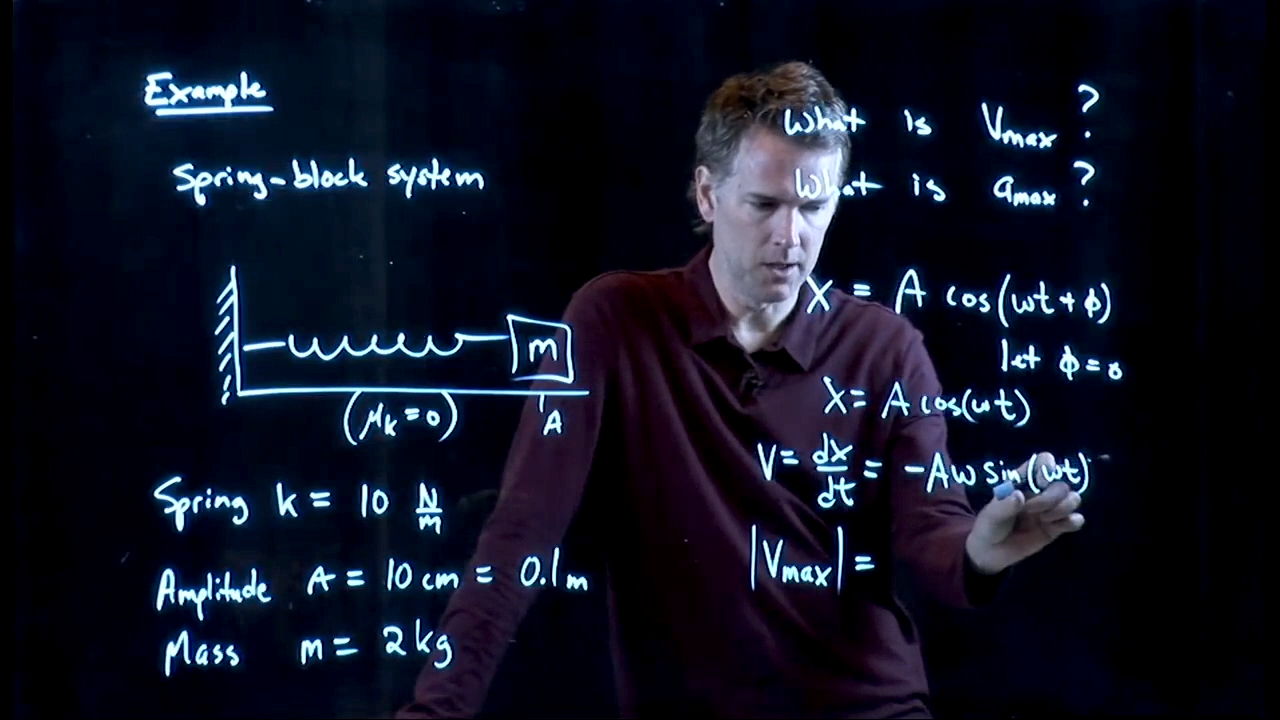 Example
Spring-block system
m
(μₖ = 0)
A
Spring k = 10 N/m
Amplitude A = 10 cm = 0.1 m
Mass m = 2 kg
What is Vmax ?
What is amax ?
X = A cos(ωt + φ)
let φ = 0
X = A cos(ωt)
V = dx/dt = -Aω sin(ωt)
|Vmax| =